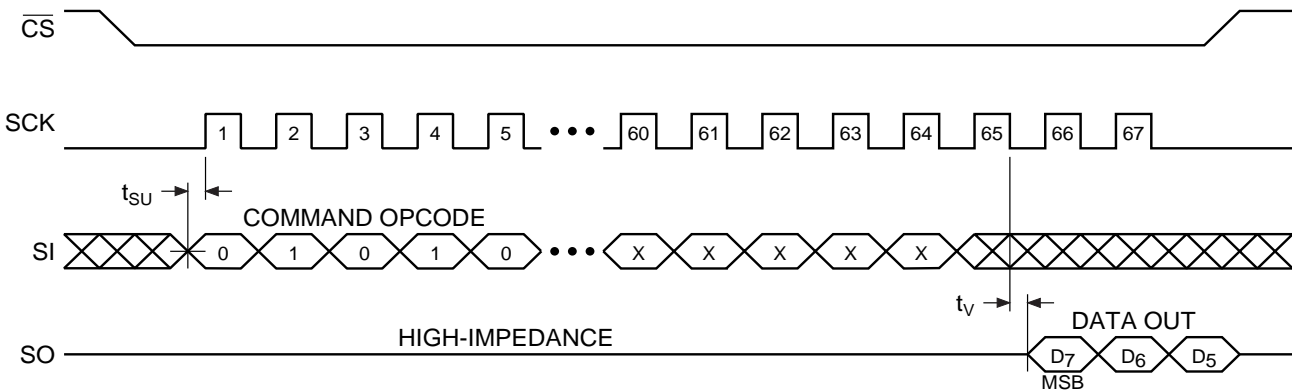 CS
SCK 1 2 3 4 5 ••• 60 61 62 63 64 65 66 67
tSU
COMMAND OPCODE
SI 0 1 0 1 0 ••• X X X X X
tV
HIGH-IMPEDANCE DATA OUT
SO D7 D6 D5
MSB